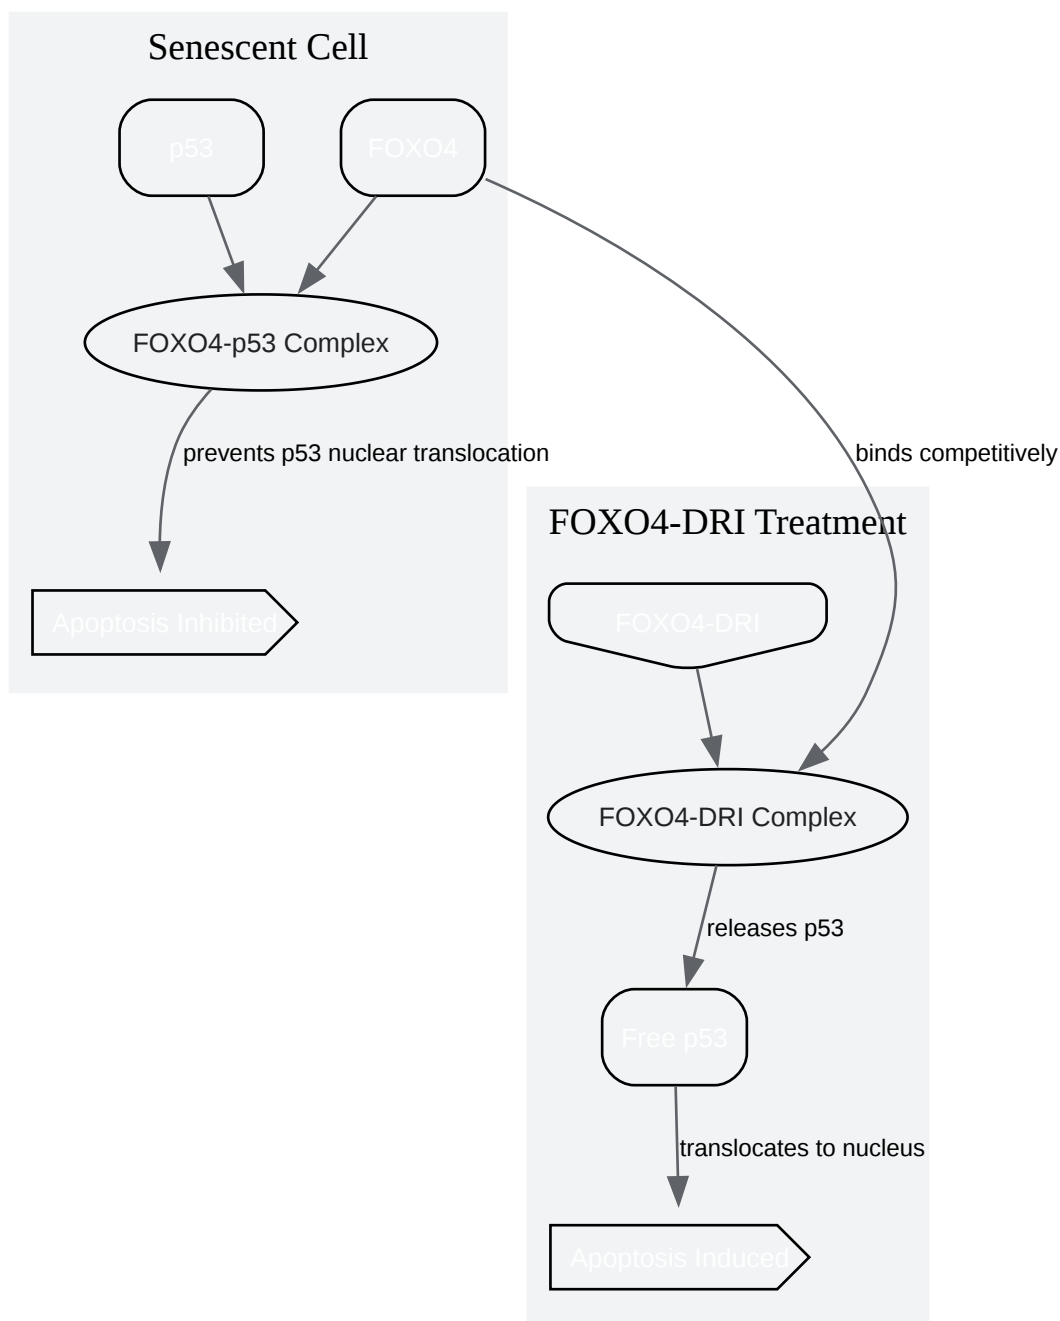 Senescent Cell
p53
FOXO4
FOXO4-p53 Complex
prevents p53 nuclear translocation
binds competitively
Apoptosis Inhibited
FOXO4-DRI Treatment
FOXO4-DRI
FOXO4-DRI Complex
releases p53
Free p53
translocates to nucleus
Apoptosis Induced